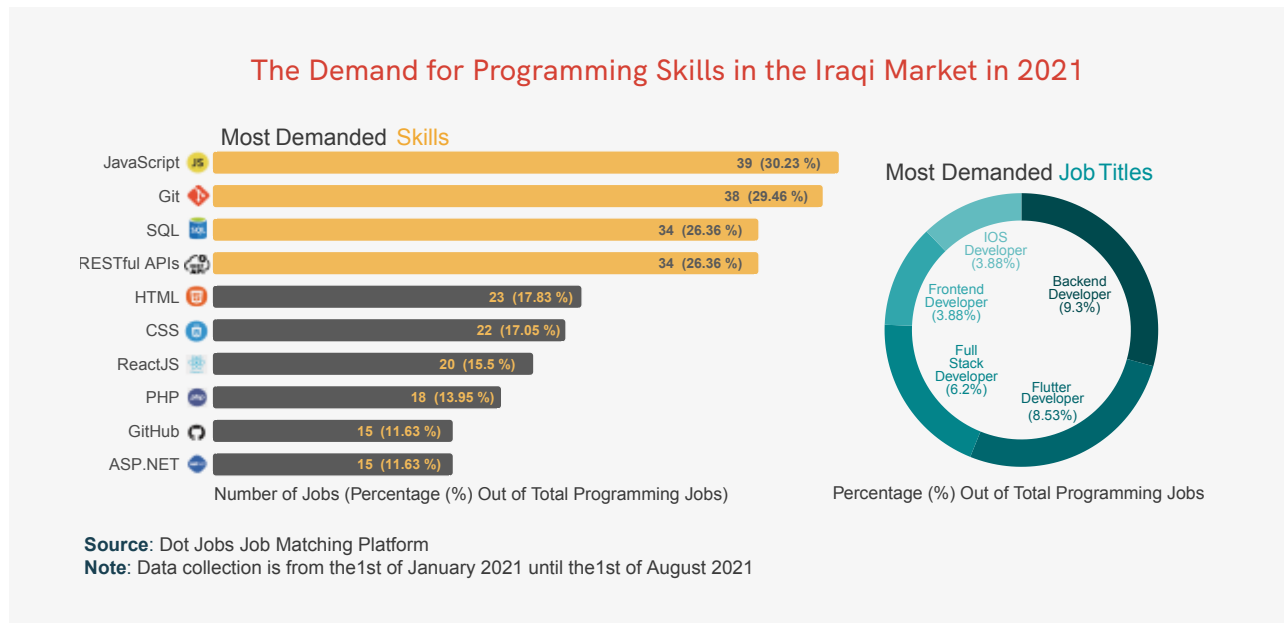 The Demand for Programming Skills in the Iraqi Market in 2021
Most Demanded Skills
JavaScript JS 39 (30.23 %)
Git 38 (29.46 %)
SQL SQL 34 (26.36 %)
RESTful APIs 34 (26.36 %)
HTML 23 (17.83 %)
CSS 22 (17.05 %)
ReactJS 20 (15.5 %)
PHP 18 (13.95 %)
GitHub 15 (11.63 %)
ASP.NET 15 (11.63 %)
Number of Jobs (Percentage (%) Out of Total Programming Jobs)
Most Demanded Job Titles
IOS
Developer
(3.88%)
Backend
Developer
(9.3%)
Frontend
Developer
(3.88%)
Full
Stack
Developer
(6.2%)
Flutter
Developer
(8.53%)
Percentage (%) Out of Total Programming Jobs
Source: Dot Jobs Job Matching Platform
Note: Data collection is from the1st of January 2021 until the1st of August 2021